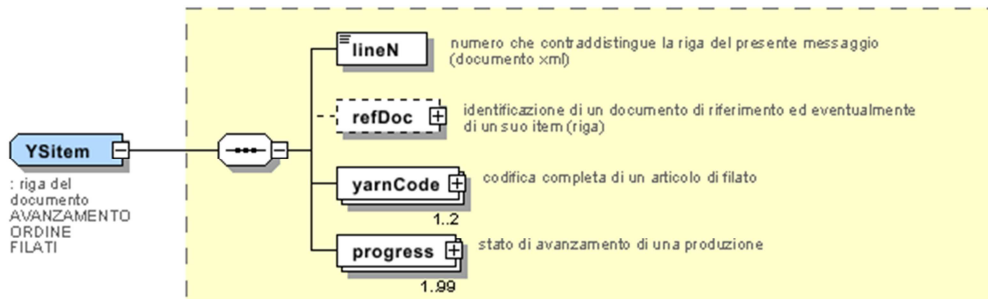 lineN
numero che contraddistingue la riga del presente messaggio
(documento xml)
refDoc
identificazione di un documento di riferimento ed eventualmente
di un suo item (riga)
YSitem
: riga del
documento
AVANZAMENTO
ORDINE
FILATI
yarnCode
codifica completa di un articolo di filato
1..2
progress
stato di avanzamento di una produzione
1..99